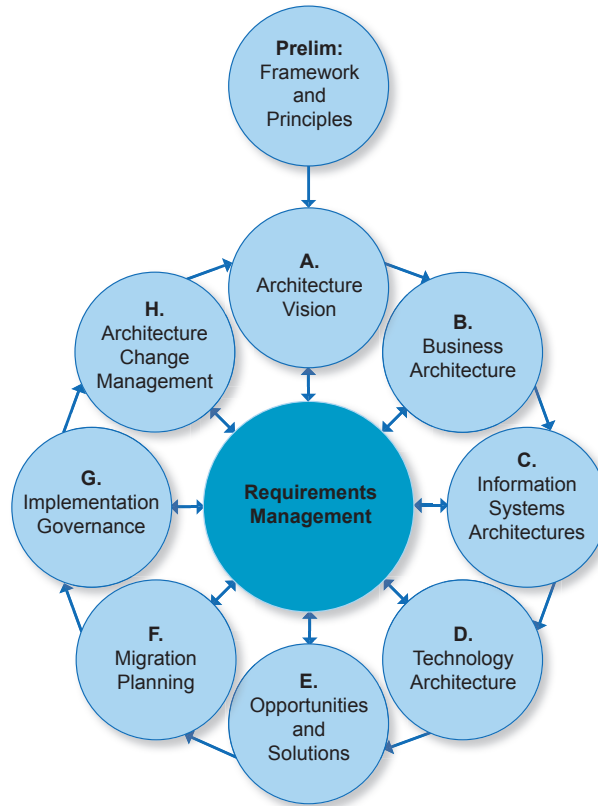 Prelim:
Framework
and
Principles
A.
Architecture
Vision
B.
Business
Architecture
C.
Information
Systems
Architectures
D.
Technology
Architecture
E.
Opportunities
and
Solutions
F.
Migration
Planning
G.
Implementation
Governance
H.
Architecture
Change
Management
Requirements
Management